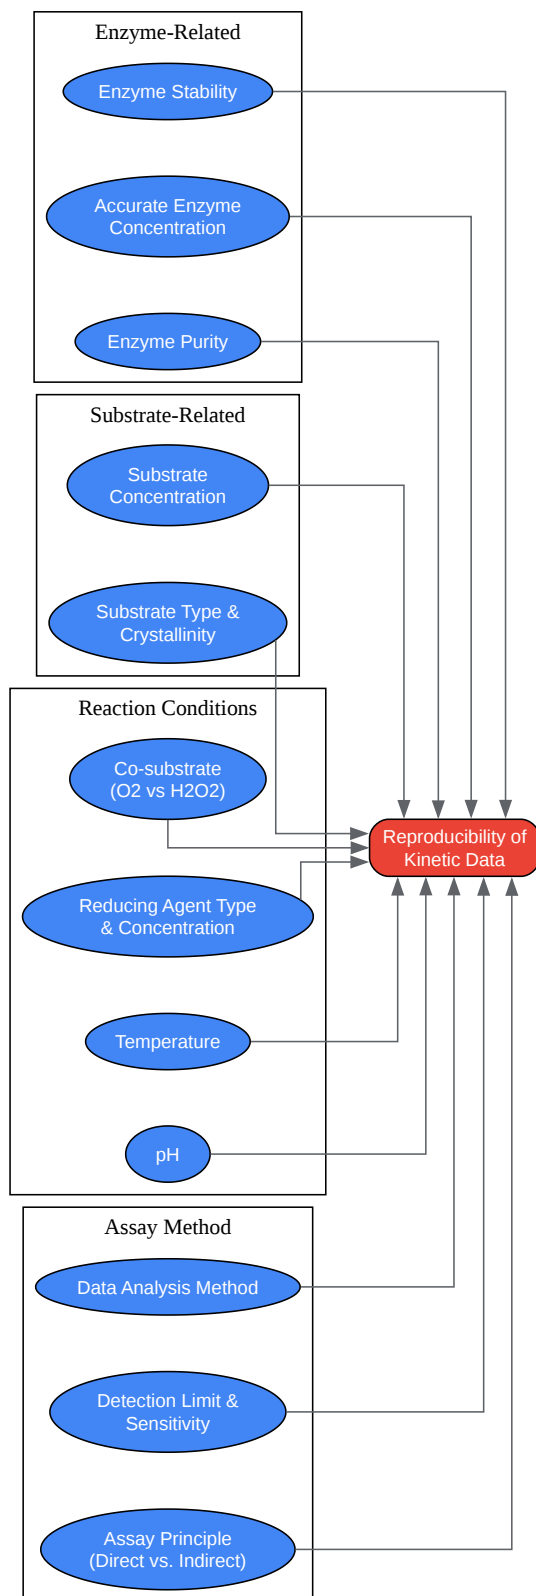 Enzyme-Related
Enzyme Stability
Accurate Enzyme
Concentration
Enzyme Purity
Substrate-Related
Substrate
Concentration
Substrate Type &
Crystallinity
Reaction Conditions
Co-substrate
(O2 vs H2O2)
Reproducibility of
Kinetic Data
Reducing Agent Type
& Concentration
Temperature
pH
Assay Method
Data Analysis Method
Detection Limit &
Sensitivity
Assay Principle
(Direct vs. Indirect)